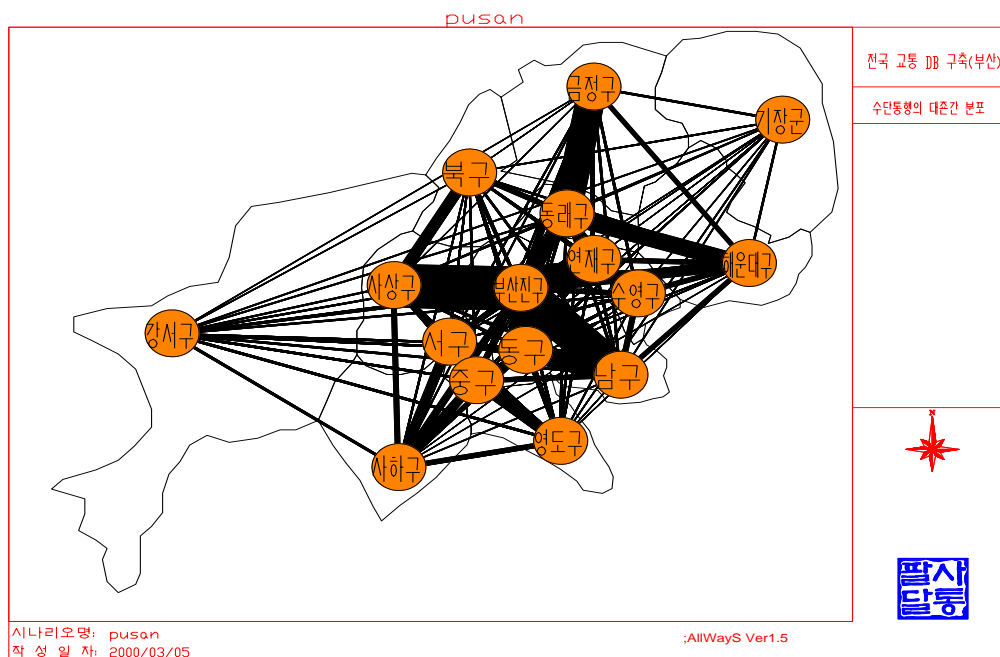 pusan
전국 교통 DB 구축(부산)
수단통행의 대존간 분포
금정구
기장군
북구
동래구
연재구
해운대구
사상구
부산진구
수영구
강서구
서구
동구
중구
남구
영도구
사하구
N
팔사
달통
시나리오명: pusan
작 성 일 자: 2000/03/05
;AllWayS Ver1.5